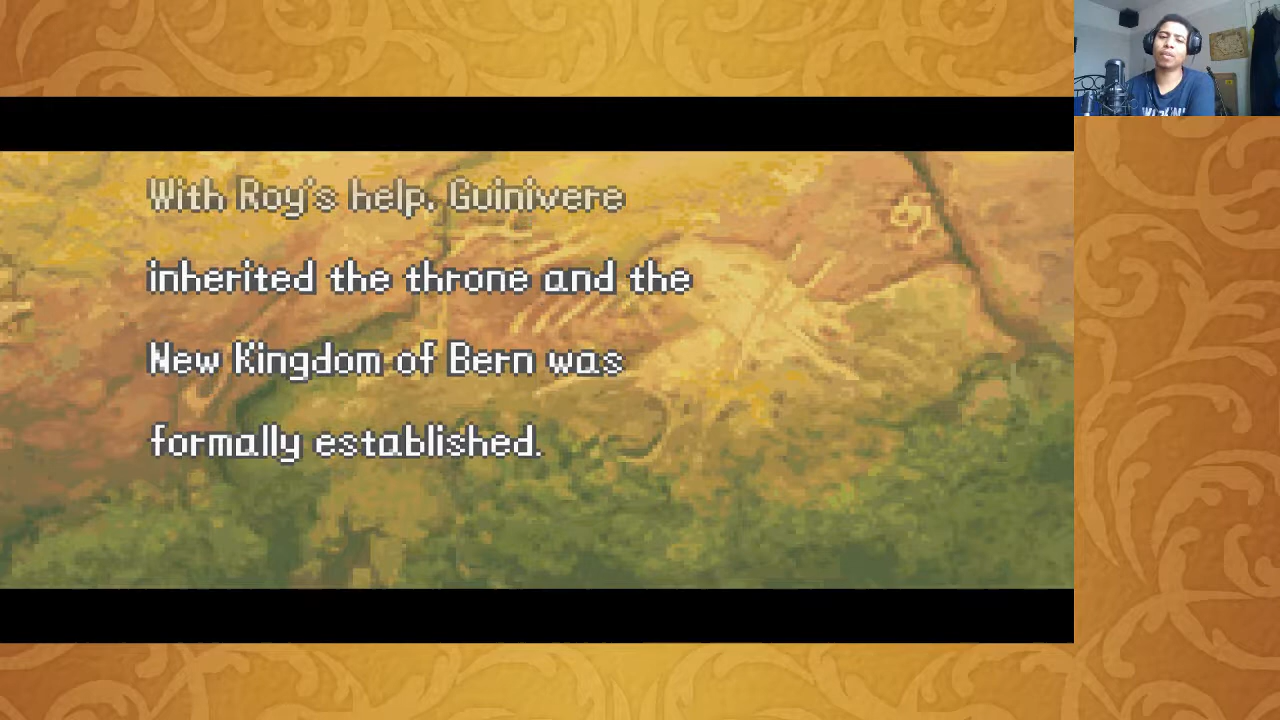 With Roy's help, Guinivere
inherited the throne and the
New Kingdom of Bern was
formally established.